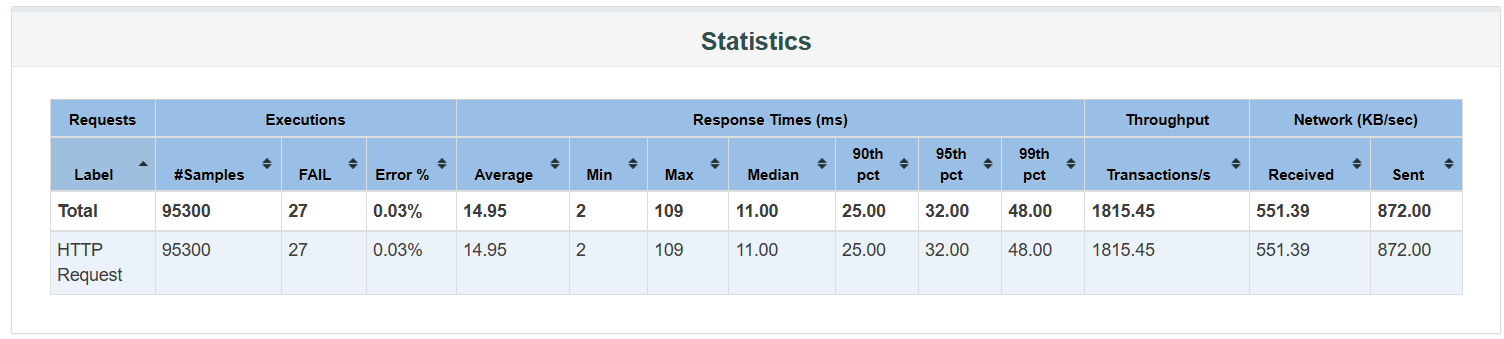 Statistics
Requests Executions Response Times (ms) Throughput Network (KB/sec)
Label #Samples FAIL Error % Average Min Max Median 90th pct 95th pct 99th pct Transactions/s Received Sent
Total 95300 27 0.03% 14.95 2 109 11.00 25.00 32.00 48.00 1815.45 551.39 872.00
HTTP Request 95300 27 0.03% 14.95 2 109 11.00 25.00 32.00 48.00 1815.45 551.39 872.00